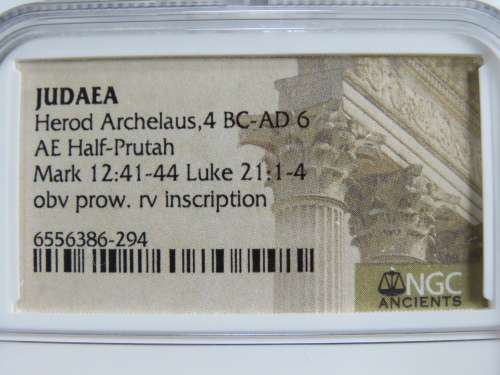 JUDAEA
Herod Archelaus,4 BC-AD 6
AE Half-Prutah
Mark 12:41-44 Luke 21:1-4
obv prow. rv inscription
6556386-294
NGC
ANCIENTS